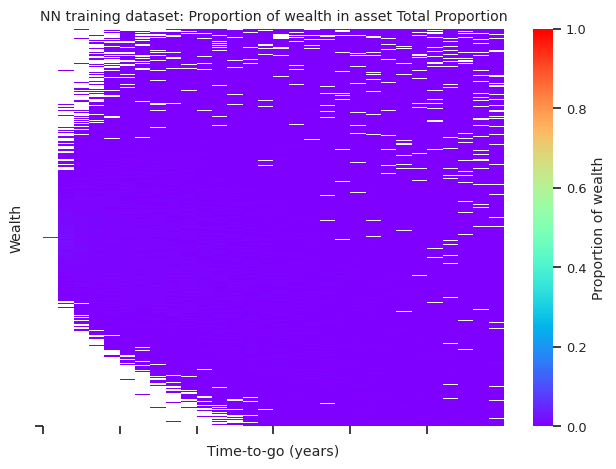 NN training dataset: Proportion of wealth in asset Total Proportion
Wealth
Time-to-go (years)
1.0
0.8
0.6
0.4
0.2
0.0
Proportion of wealth